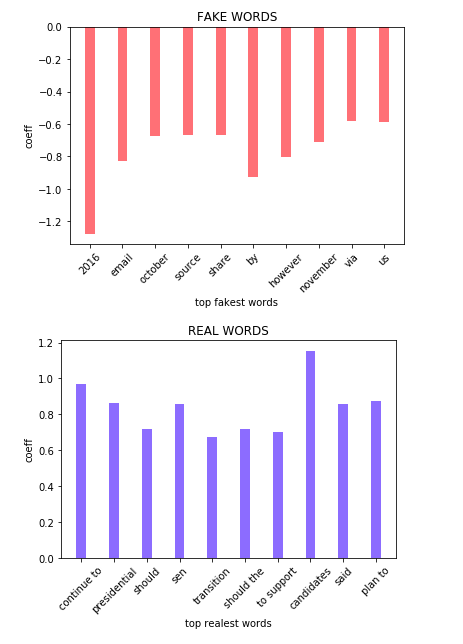 FAKE WORDS
0.0
−0.2
−0.4
−0.6
−0.8
−1.0
−1.2
coeff
2016
email
october
source
share
by
however
november
via
us
top fakest words
REAL WORDS
1.2
1.0
0.8
0.6
0.4
0.2
0.0
coeff
continue to
presidential
should
sen
transition
should the
to support
candidates
said
plan to
top realest words